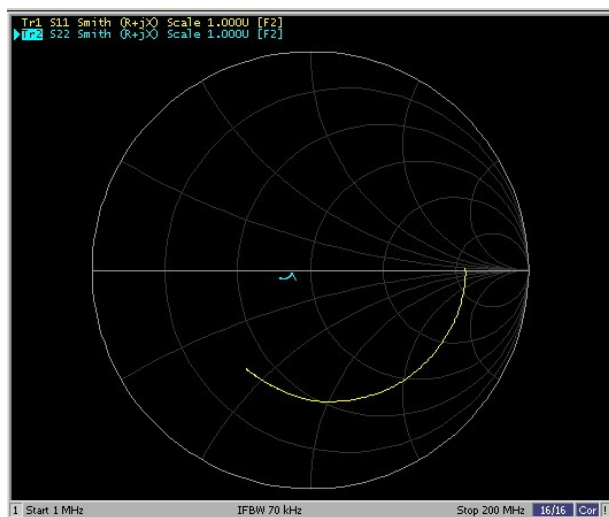 Tr1 S11 Smith (R+jX) Scale 1.000U [F2]
Tr2 S22 Smith (R+jX) Scale 1.000U [F2]
1 Start 1 MHz IFBW 70 kHz Stop 200 MHz 16/16 Cor !